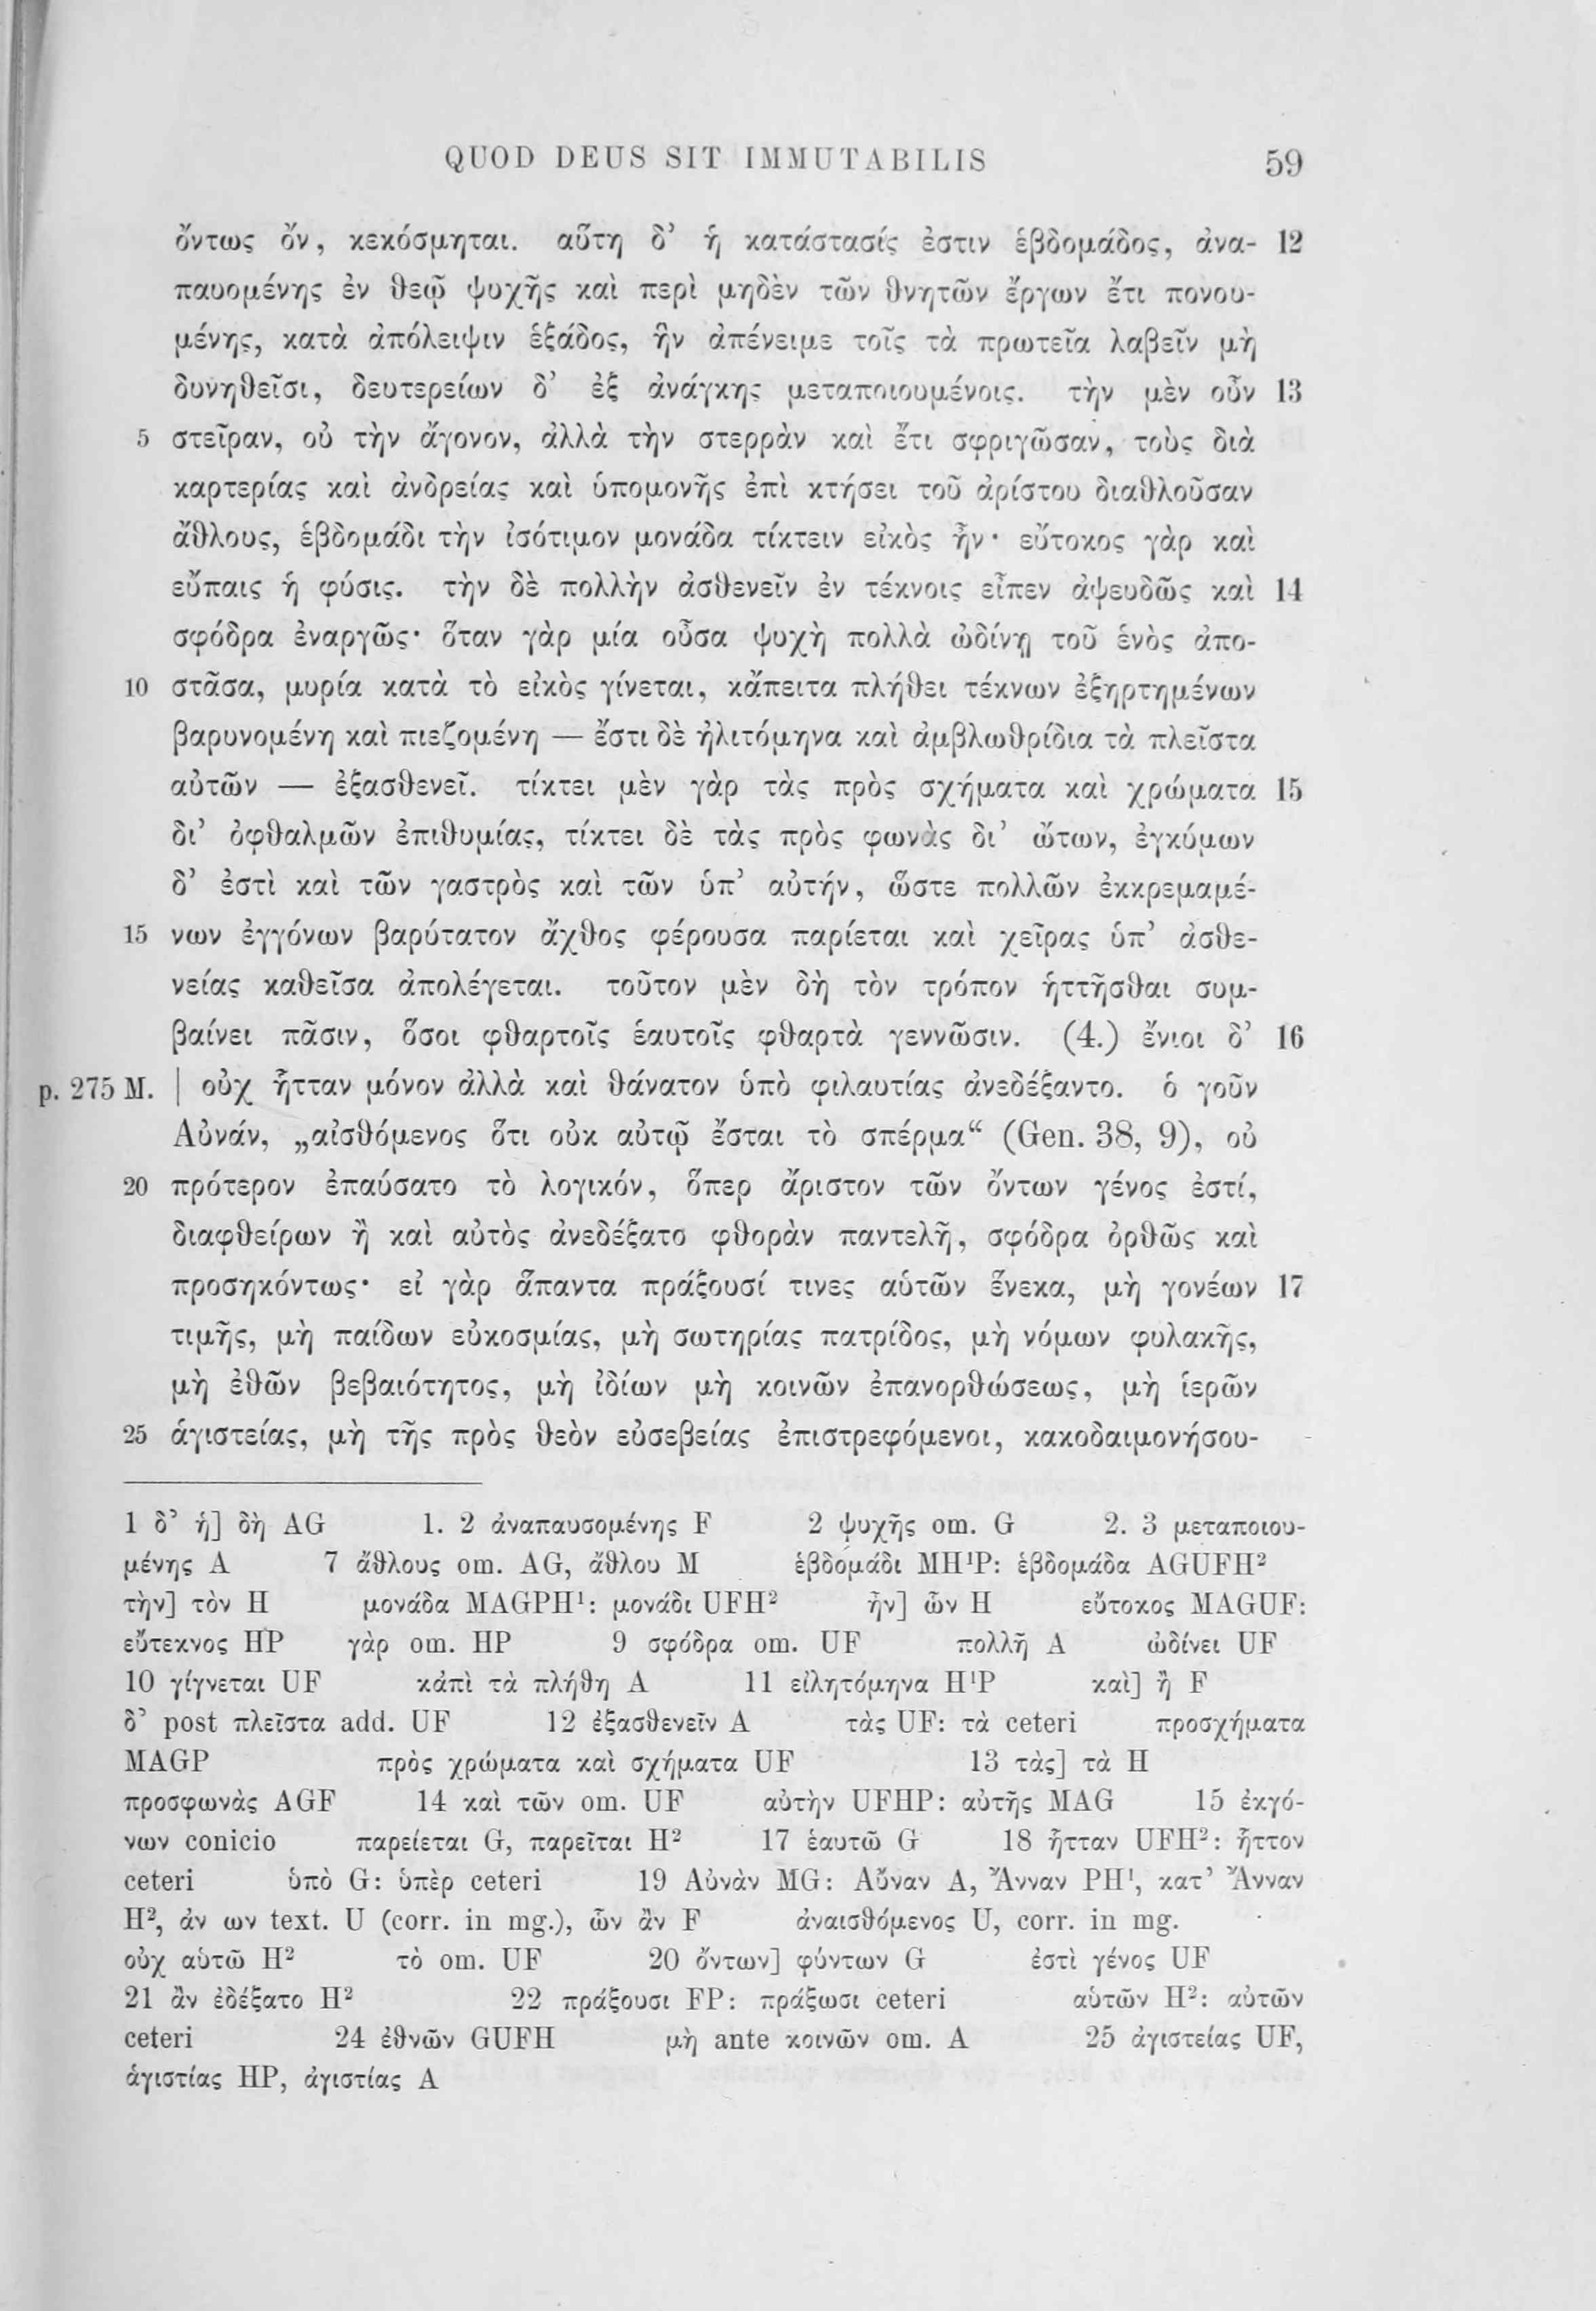 QUOD DEUS SIT IMMUTABILIS 59
ὄντως ὄν, κεκόσμηται. αὕτη δ’ ἡ κατάστασίς ἐστιν ἑβδομάδος, ἀνα- 12
παυομένης ἐν θεῷ ψυχῆς καὶ περὶ μηδὲν τῶν θνητῶν ἔργων ἔτι πονου-
μένης, κατὰ ἀπόλειψιν ἑξάδος, ἣν ἀπένειμε τοῖς τὰ πρωτεῖα λαβεῖν μὴ
δυνηθεῖσι, δευτερείων δ’ ἐξ ἀνάγκης μεταποιουμένοις. τὴν μὲν οὖν 13
5 στεῖραν, οὐ τὴν ἄγονον, ἀλλὰ τὴν στερρὰν καὶ ἔτι σφριγῶσαν, τοὺς διὰ
καρτερίας καὶ ἀνδρείας καὶ ὑπομονῆς ἐπὶ κτήσει τοῦ ἀρίστου διαθλοῦσαν
ἄθλους, ἑβδομάδι τὴν ἰσότιμον μονάδα τίκτειν εἰκὸς ἦν· εὔτοκος γὰρ καὶ
εὔπαις ἡ φύσις. τὴν δὲ πολλὴν ἀσθενεῖν ἐν τέκνοις εἶπεν ἀψευδῶς καὶ 14
σφόδρα ἐναργῶς· ὅταν γὰρ μία οὖσα ψυχὴ πολλὰ ὠδίνῃ τοῦ ἑνὸς ἀπο-
10 στᾶσα, μυρία κατὰ τὸ εἰκὸς γίνεται, κἄπειτα πλήθει τέκνων ἐξηρτημένων
βαρυνομένη καὶ πιεζομένη — ἔστι δὲ ἠλιτόμηνα καὶ ἀμβλωθρίδια τὰ πλεῖστα
αὐτῶν — ἐξασθενεῖ. τίκτει μὲν γὰρ τὰς πρὸς σχήματα καὶ χρώματα 15
δι’ ὀφθαλμῶν ἐπιθυμίας, τίκτει δὲ τὰς πρὸς φωνὰς δι’ ὤτων, ἐγκύμων
δ’ ἐστὶ καὶ τῶν γαστρὸς καὶ τῶν ὑπ’ αὐτήν, ὥστε πολλῶν ἐκκρεμαμέ-
15 νων ἐγγόνων βαρύτατον ἄχθος φέρουσα παρίεται καὶ χεῖρας ὑπ’ ἀσθε-
νείας καθεῖσα ἀπολέγεται. τοῦτον μὲν δὴ τὸν τρόπον ἡττῆσθαι συμ-
βαίνει πᾶσιν, ὅσοι φθαρτοῖς ἑαυτοῖς φθαρτὰ γεννῶσιν. (4.) ἔνιοι δ’ 16
p. 275 M. | οὐχ ἧτταν μόνον ἀλλὰ καὶ θάνατον ὑπὸ φιλαυτίας ἀνεδέξαντο. ὁ γοῦν
Αὐνάν, „αἰσθόμενος ὅτι οὐκ αὐτῷ ἔσται τὸ σπέρμα“ (Gen. 38, 9), οὐ
20 πρότερον ἐπαύσατο τὸ λογικόν, ὅπερ ἄριστον τῶν ὄντων γένος ἐστί,
διαφθείρων ἢ καὶ αὐτὸς ἀνεδέξατο φθορὰν παντελῆ, σφόδρα ὀρθῶς καὶ
προσηκόντως· εἰ γὰρ ἅπαντα πράξουσί τινες αὑτῶν ἕνεκα, μὴ γονέων 17
τιμῆς, μὴ παίδων εὐκοσμίας, μὴ σωτηρίας πατρίδος, μὴ νόμων φυλακῆς,
μὴ ἐθῶν βεβαιότητος, μὴ ἰδίων μὴ κοινῶν ἐπανορθώσεως, μὴ ἱερῶν
25 ἁγιστείας, μὴ τῆς πρὸς θεὸν εὐσεβείας ἐπιστρεφόμενοι, κακοδαιμονήσου-
1 δ’ ἡ] δὴ AG 1. 2 ἀναπαυσομένης F 2 ψυχῆς om. G 2. 3 μεταποιου-
μένης A 7 ἄθλους om. AG, ἄθλου M ἑβδομάδι MH¹P: ἑβδομάδα AGUFH²
τὴν] τὸν H μονάδα MAGPH¹: μονάδι UFH² ἦν] ὢν H εὔτοκος MAGUF:
εὔτεκνος HP γὰρ om. HP 9 σφόδρα om. UF πολλῆ A ὠδίνει UF
10 γίγνεται UF κἀπὶ τὰ πλήθη A 11 εἰλητόμηνα H¹P καὶ] ἢ F
δ’ post πλεῖστα add. UF 12 ἐξασθενεῖν A τὰς UF: τὰ ceteri προσχήματα
MAGP πρὸς χρώματα καὶ σχήματα UF 13 τὰς] τὰ H
προσφωνὰς AGF 14 καὶ τῶν om. UF αὐτὴν UFHP: αὐτῆς MAG 15 ἐκγό-
νων conicio παρείεται G, παρεῖται H² 17 ἑαυτῶ G 18 ἧτταν UFH²: ἧττον
ceteri ὑπὸ G: ὑπὲρ ceteri 19 Αὐνὰν MG: Αὔναν A, Ἄνναν PH¹, κατ’ Ἄνναν
H², ἀν ων text. U (corr. in mg.), ὧν ἂν F ἀναισθόμενος U, corr. in mg.
οὐχ αὑτῶ H² τὸ om. UF 20 ὄντων] φύντων G ἐστὶ γένος UF
21 ἂν ἐδέξατο H² 22 πράξουσι FP: πράξωσι ceteri αὑτῶν H²: αὐτῶν
ceteri 24 ἐθνῶν GUFH μὴ ante κοινῶν om. A 25 ἀγιστείας UF,
ἁγιστίας HP, ἀγιστίας A